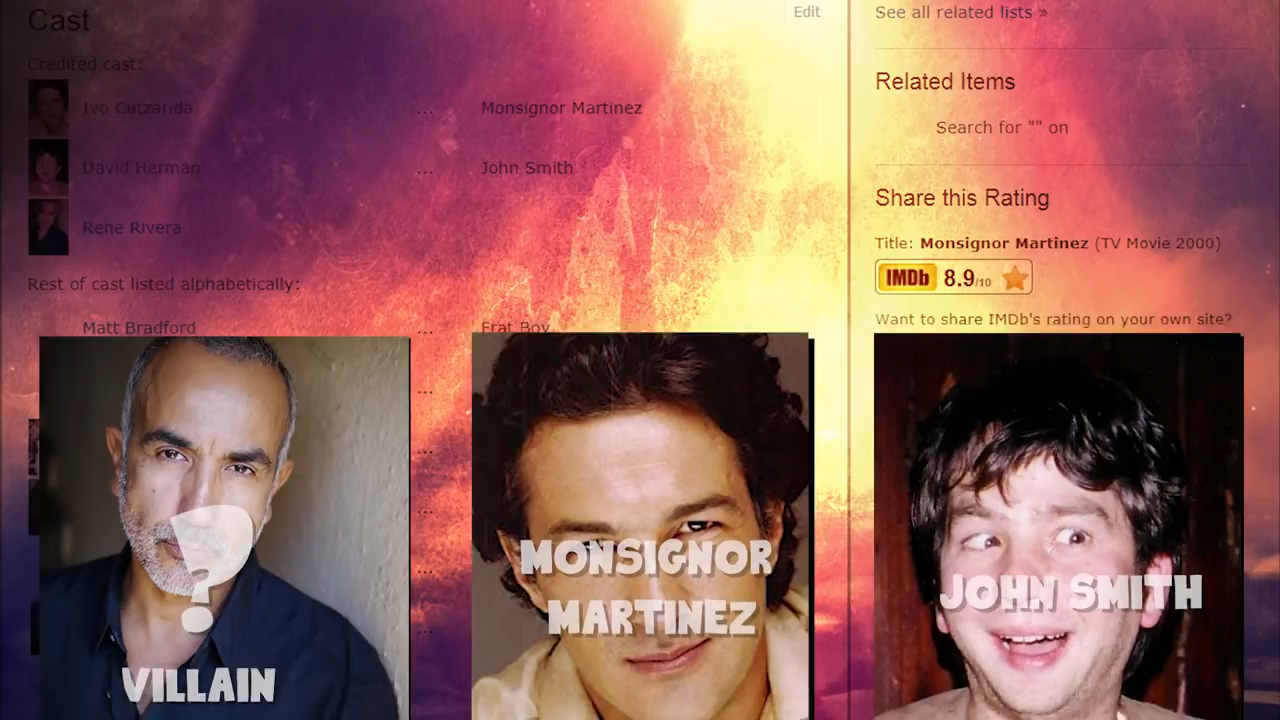 Cast
Edit
Credited cast:
Ivo Cutzarida ... Monsignor Martinez
David Herman ... John Smith
Rene Rivera
Rest of cast listed alphabetically:
Matt Bradford ... Frat Boy
...
...
...
...
...
See all related lists »
Related Items
Search for "" on
Share this Rating
Title: Monsignor Martinez (TV Movie 2000)
IMDb 8.9/10
Want to share IMDb's rating on your own site?
?
VILLAIN
MONSIGNOR
MARTINEZ
JOHN SMITH